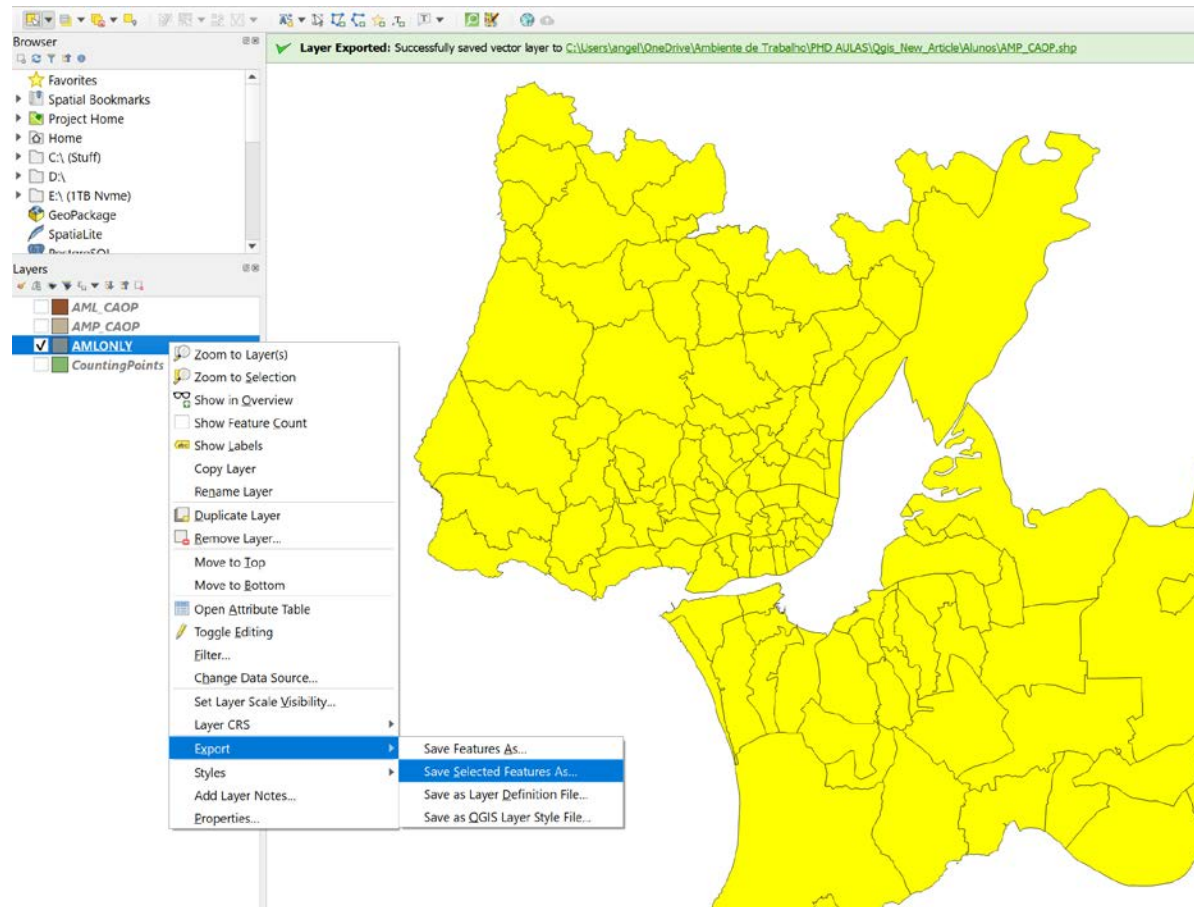 Browser
Layer Exported: Successfully saved vector layer to C:\Users\angel\OneDrive\Ambiente de Trabalho\PHD AULAS\Qgis_New_Article\Alunos\AMP_CAOP.shp
Favorites
Spatial Bookmarks
Project Home
Home
C:\ (Stuff)
D:\
E:\ (1TB Nvme)
GeoPackage
SpatiaLite
PostgreSQL
Layers
AML_CAOP
AMP_CAOP
AMLONLY
CountingPoints
Zoom to Layer(s)
Zoom to Selection
Show in Overview
Show Feature Count
abc
Show Labels
Copy Layer
Rename Layer
Duplicate Layer
Remove Layer...
Move to Top
Move to Bottom
Open Attribute Table
Toggle Editing
Filter...
Change Data Source...
Set Layer Scale Visibility...
Layer CRS
Export
Styles
Add Layer Notes...
Properties...
Save Features As...
Save Selected Features As...
Save as Layer Definition File...
Save as QGIS Layer Style File...